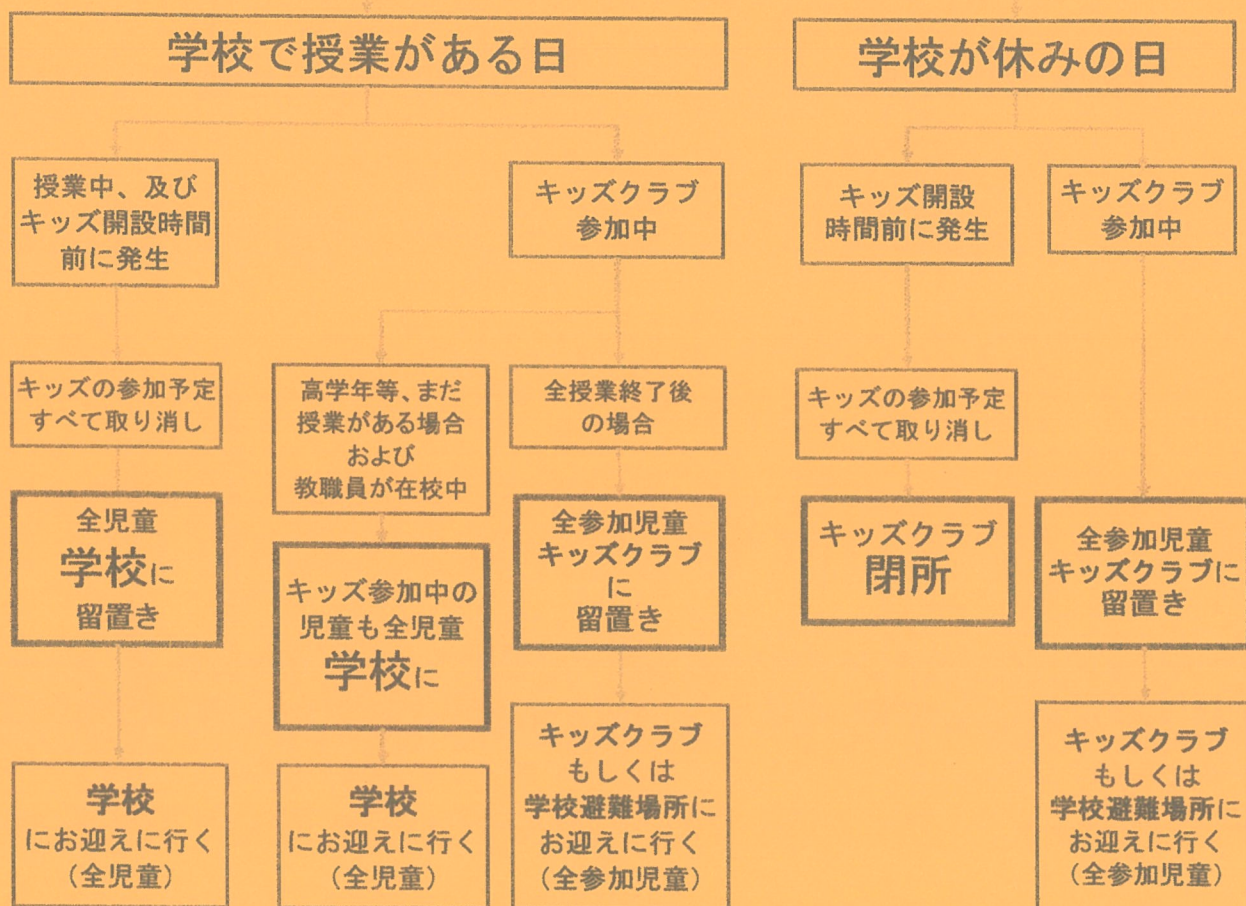 学校で授業がある日
学校が休みの日
授業中、及び
キッズ開設時間
前に発生
キッズクラブ
参加中
キッズ開設
時間前に発生
キッズクラブ
参加中
キッズの参加予定
すべて取り消し
高学年等、まだ
授業がある場合
および
教職員が在校中
全授業終了後
の場合
キッズの参加予定
すべて取り消し
全児童
学校に
留置き
キッズ参加中の
児童も全児童
学校に
全参加児童
キッズクラブ
に
留置き
キッズクラブ
閉所
全参加児童
キッズクラブに
留置き
学校
にお迎えに行く
（全児童）
学校
にお迎えに行く
（全児童）
キッズクラブ
もしくは
学校避難場所に
お迎えに行く
（全参加児童）
キッズクラブ
もしくは
学校避難場所に
お迎えに行く
（全参加児童）